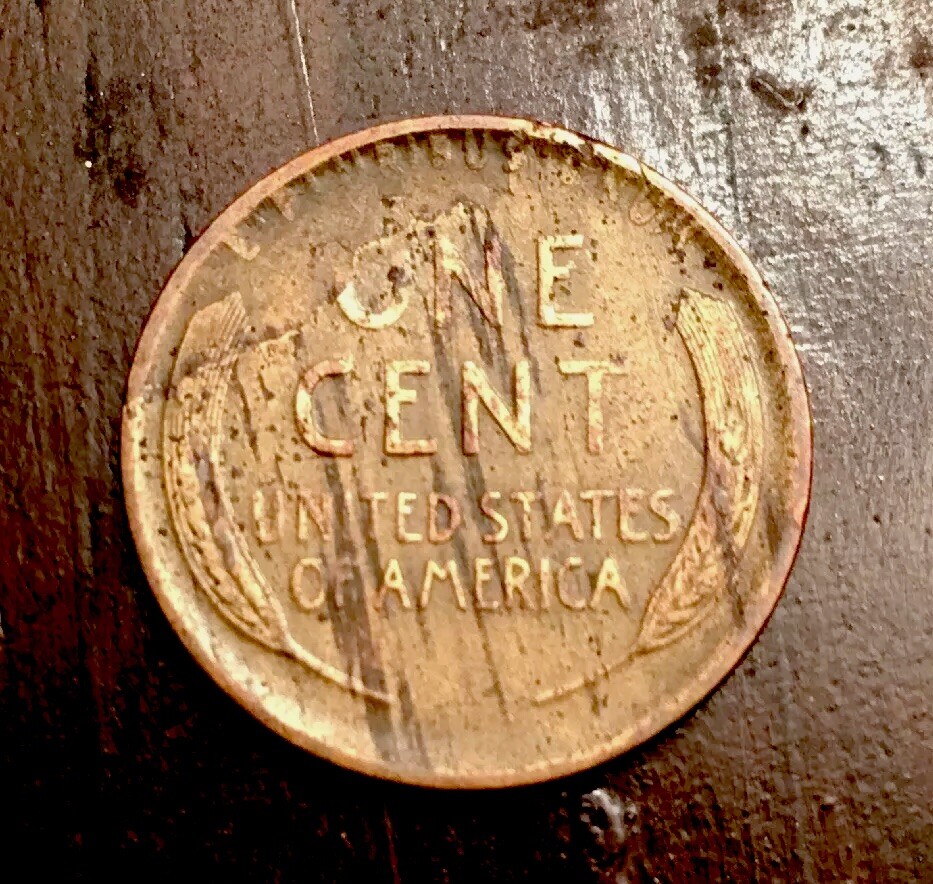 ONE
CENT
UNITED STATES
OF AMERICA